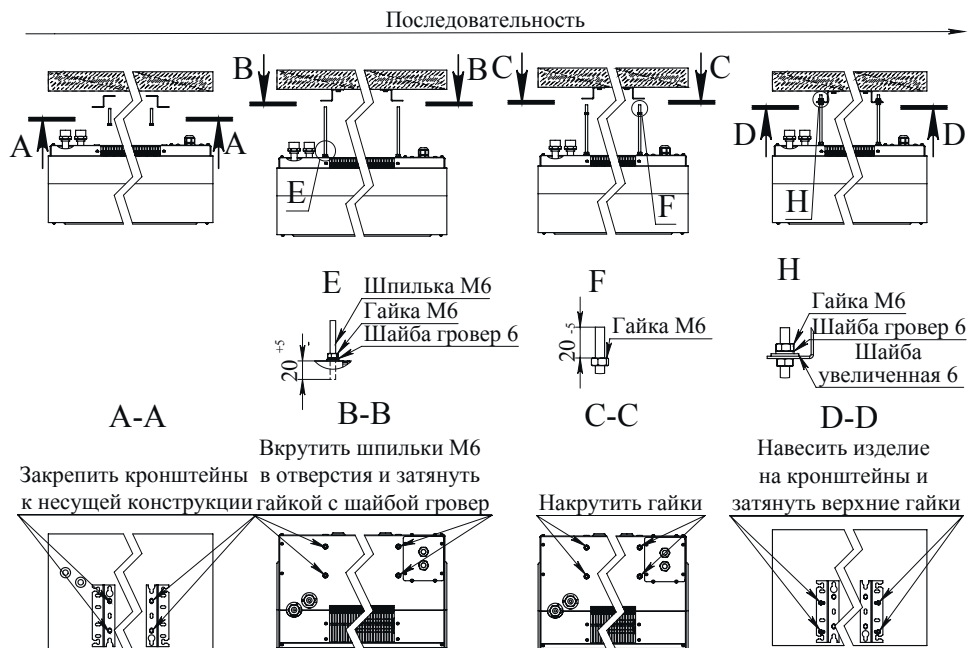 Последовательность
B B C C
A A D D
E F H
E F H
Шпилька М6
Гайка М6
Шайба гровер 6
20 +5
Гайка М6
20 -5
Гайка М6
Шайба гровер 6
Шайба
увеличенная 6
A-A B-B C-C D-D
Закрепить кронштейны
к несущей конструкции
Вкрутить шпильки М6
в отверстия и затянуть
гайкой с шайбой гровер
Накрутить гайки
Навесить изделие
на кронштейны и
затянуть верхние гайки